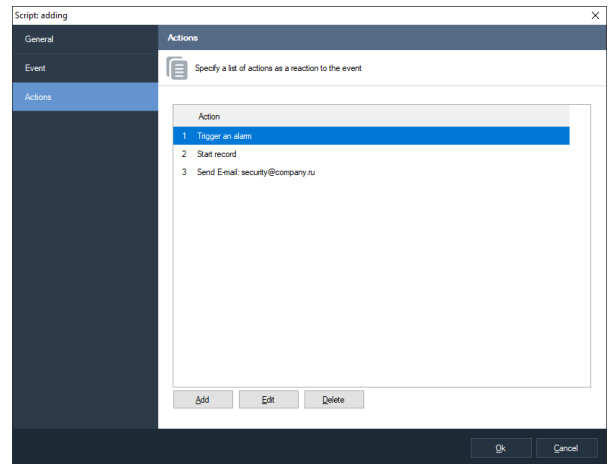 Script: adding
General
Event
Actions
Actions
Specify a list of actions as a reaction to the event
Action
1 Trigger an alarm
2 Start record
3 Send E-mail: security@company.ru
Add Edit Delete
Ok Cancel